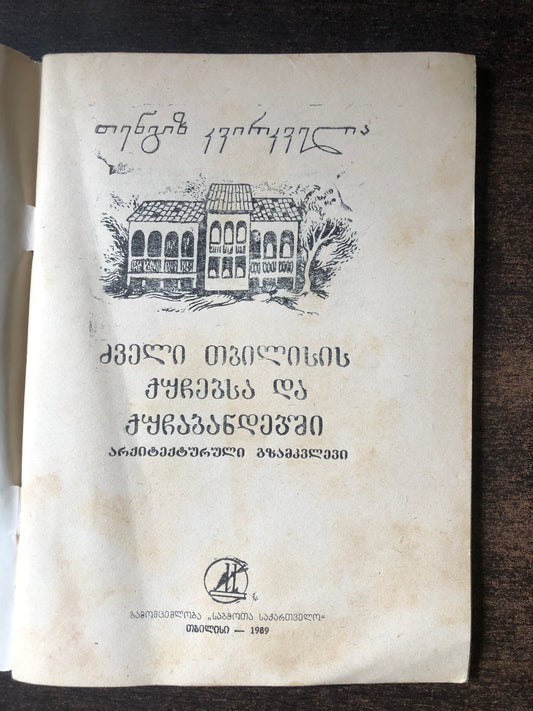 თენგიზ კვირკველია
ძველი თბილისის
ქუჩებსა და
ქუჩაბანდებში
არქიტექტურული გზამკვლევი
გამომცემლობა „საბჭოთა საქართველო“
თბილისი — 1989